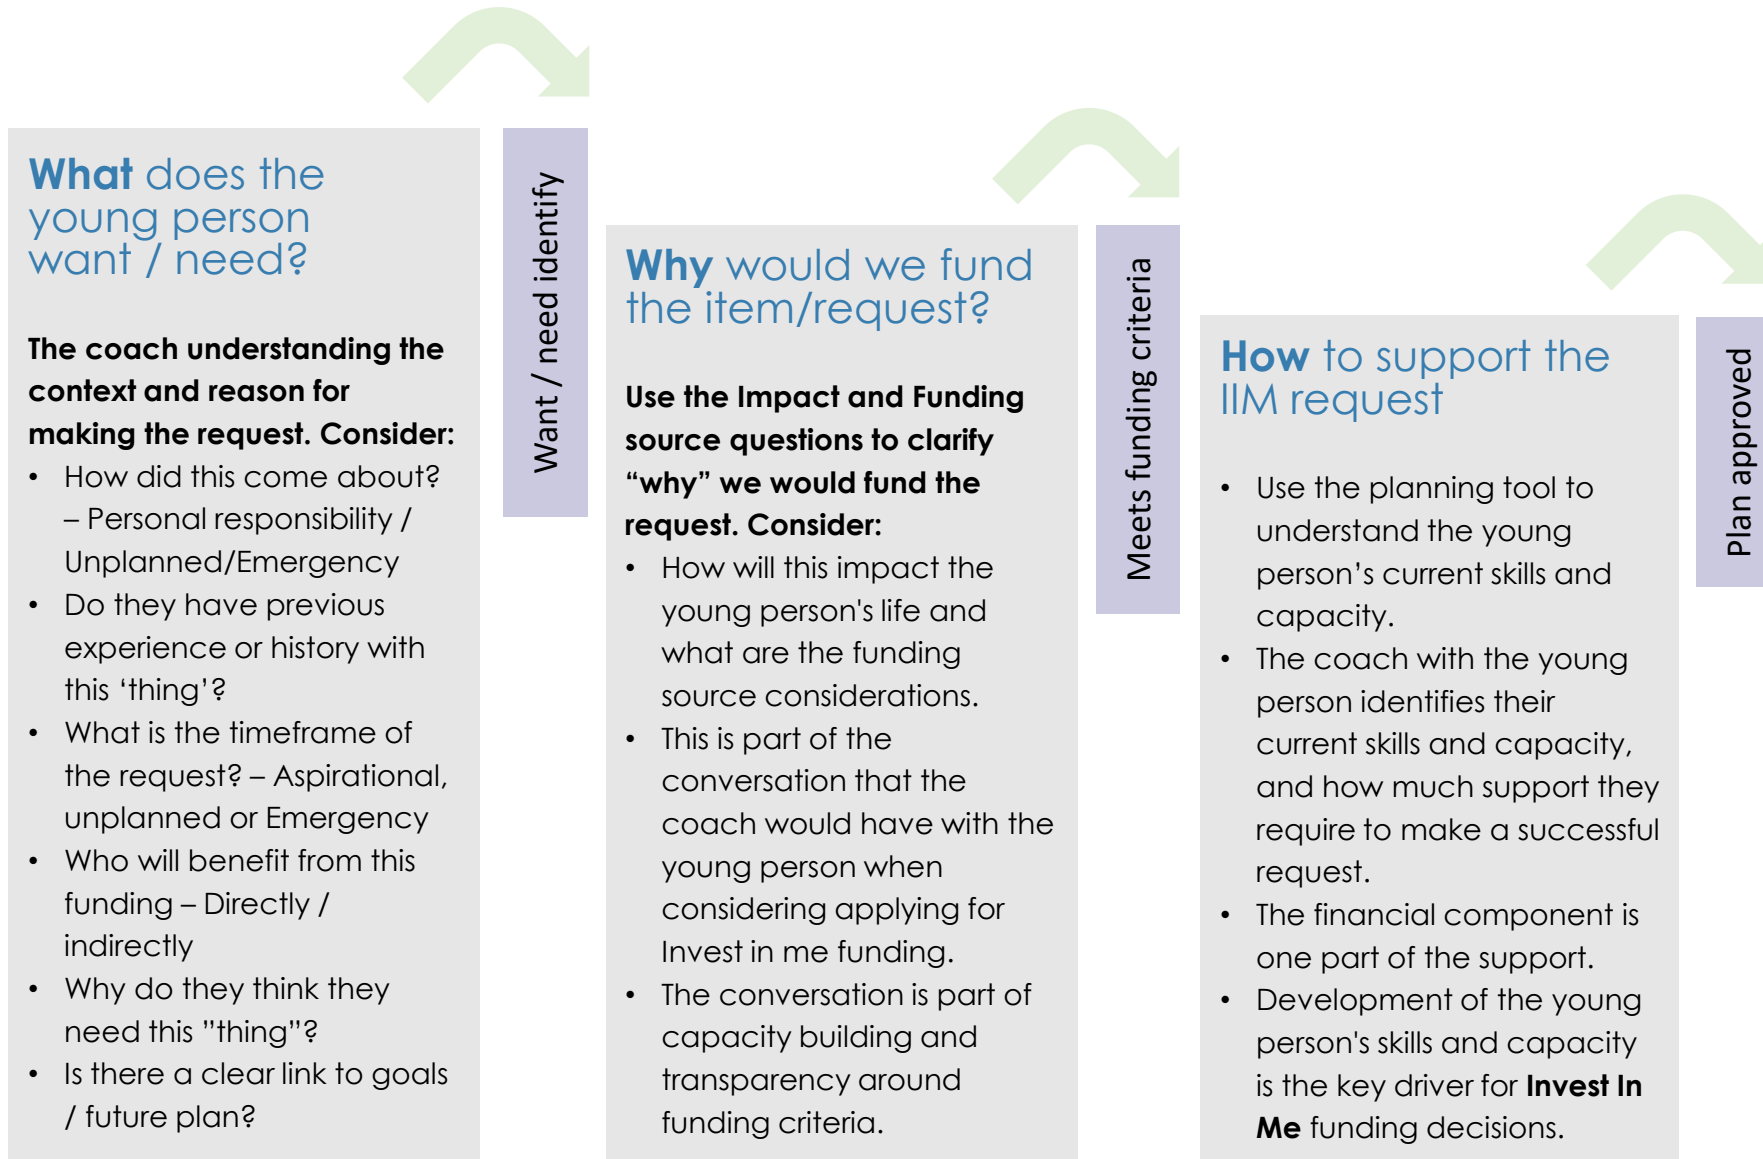 What does the
young person
want / need?
The coach understanding the
context and reason for
making the request. Consider:
• How did this come about?
– Personal responsibility /
Unplanned/Emergency
• Do they have previous
experience or history with
this ‘thing’?
• What is the timeframe of
the request? – Aspirational,
unplanned or Emergency
• Who will benefit from this
funding – Directly /
indirectly
• Why do they think they
need this ”thing”?
• Is there a clear link to goals
/ future plan?
Want / need identify
Why would we fund
the item/request?
Use the Impact and Funding
source questions to clarify
“why” we would fund the
request. Consider:
• How will this impact the
young person's life and
what are the funding
source considerations.
• This is part of the
conversation that the
coach would have with the
young person when
considering applying for
Invest in me funding.
• The conversation is part of
capacity building and
transparency around
funding criteria.
Meets funding criteria
How to support the
IIM request
• Use the planning tool to
understand the young
person’s current skills and
capacity.
• The coach with the young
person identifies their
current skills and capacity,
and how much support they
require to make a successful
request.
• The financial component is
one part of the support.
• Development of the young
person's skills and capacity
is the key driver for Invest In
Me funding decisions.
Plan approved